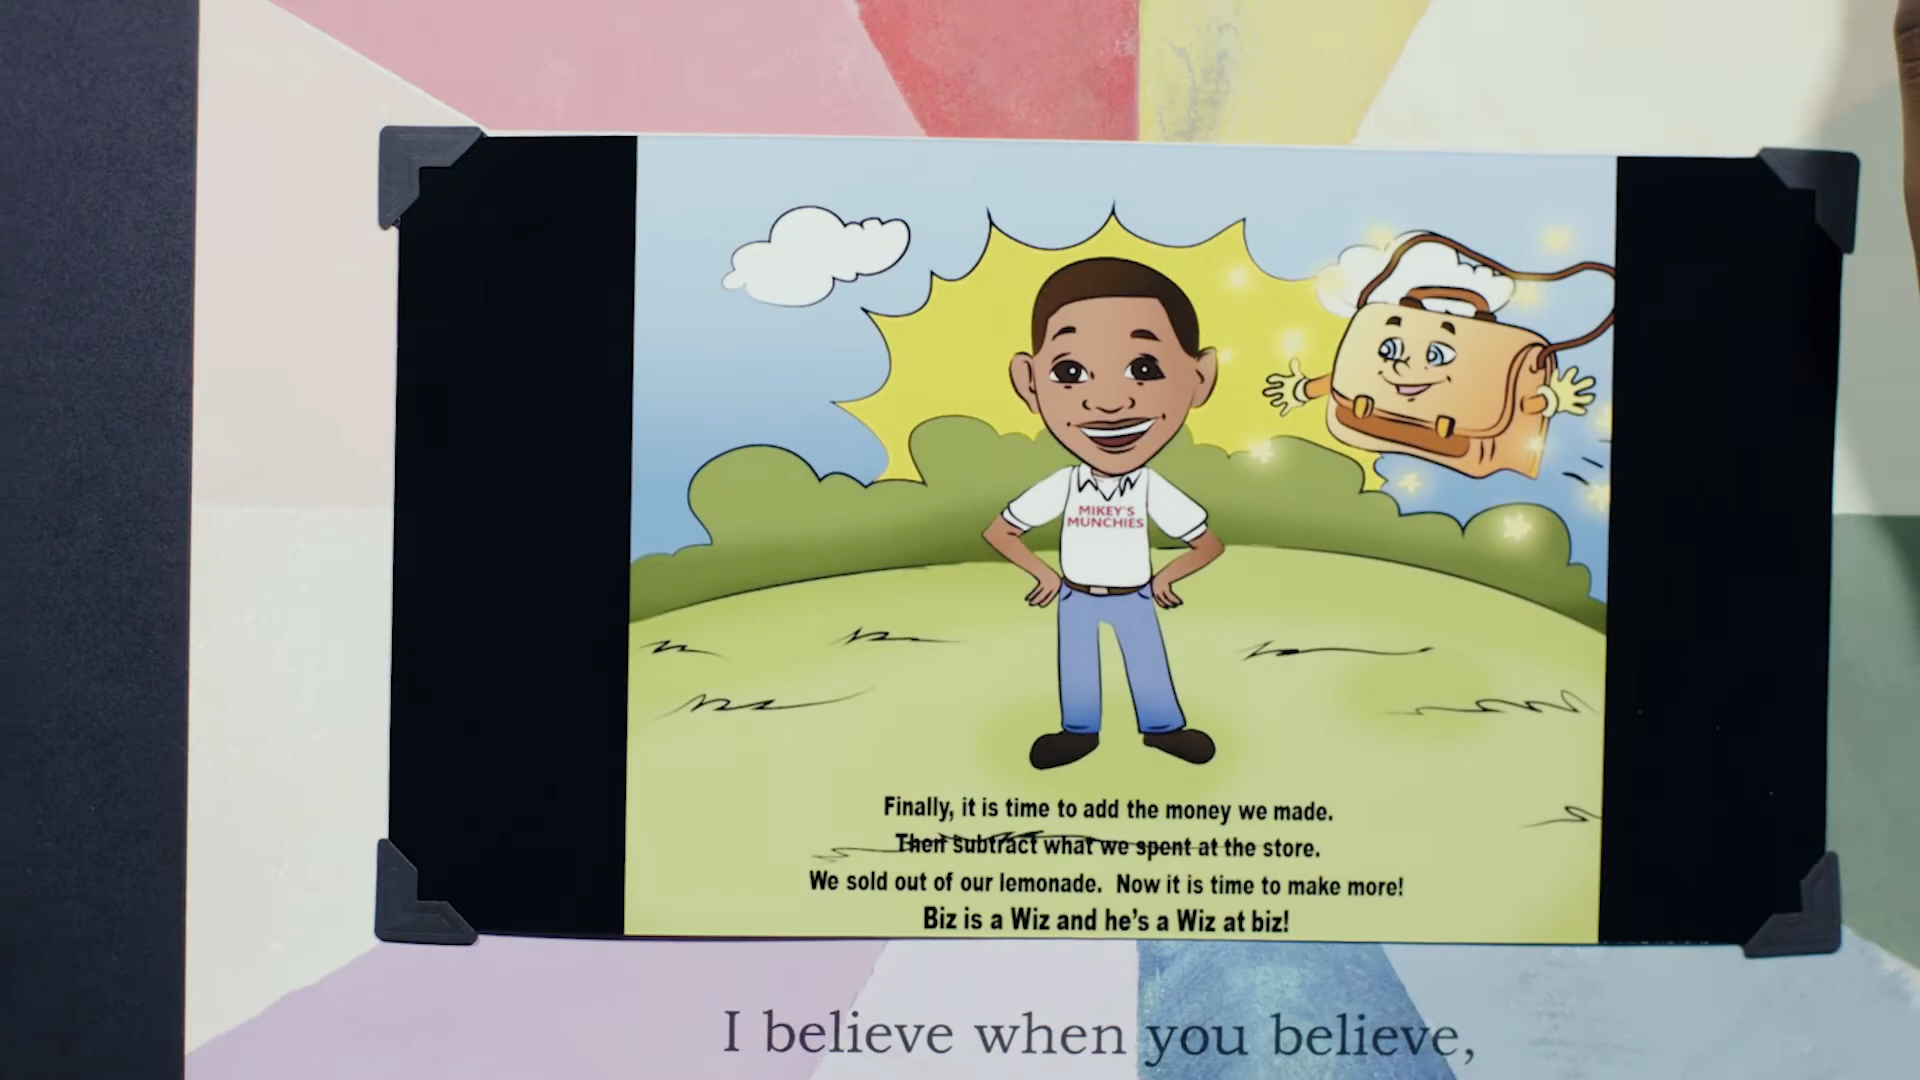 MIKEY'S
MUNCHIES
Finally, it is time to add the money we made.
Then subtract what we spent at the store.
We sold out of our lemonade. Now it is time to make more!
Biz is a Wiz and he's a Wiz at biz!
I believe when you believe,